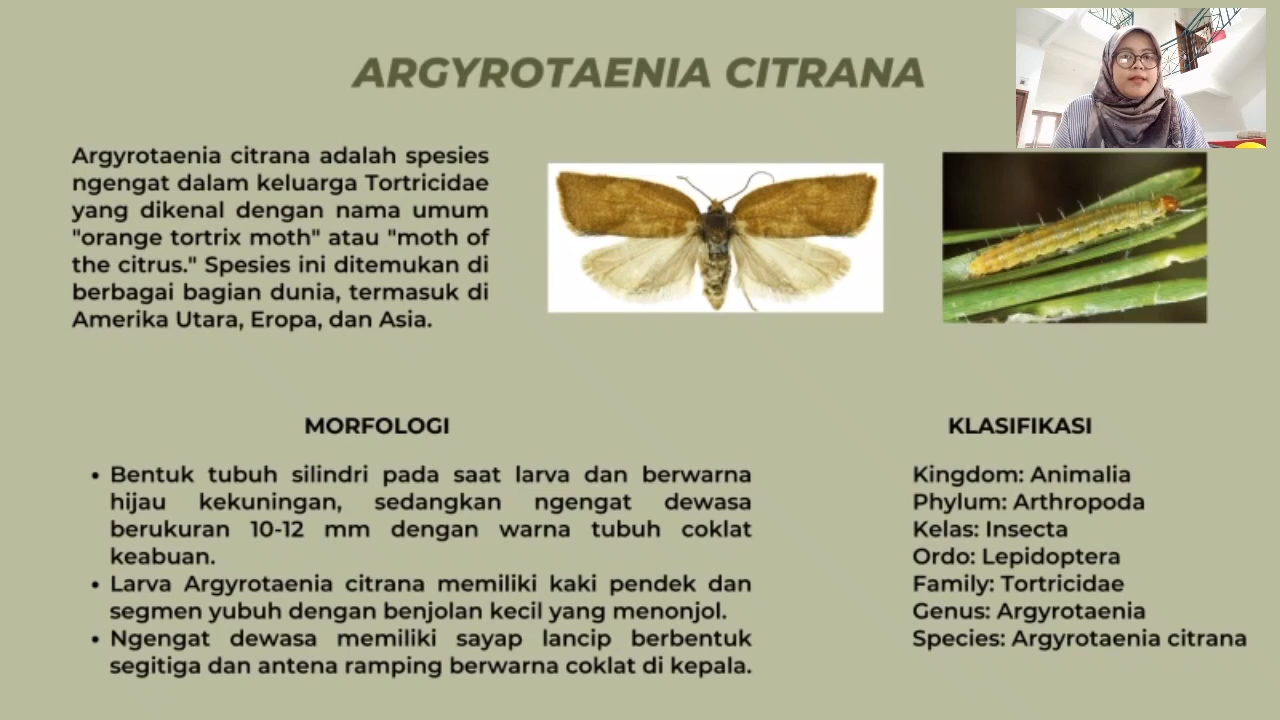 ARGYROTAENIA CITRANA
Argyrotaenia citrana adalah spesies
ngengat dalam keluarga Tortricidae
yang dikenal dengan nama umum
"orange tortrix moth" atau "moth of
the citrus." Spesies ini ditemukan di
berbagai bagian dunia, termasuk di
Amerika Utara, Eropa, dan Asia.
MORFOLOGI
• Bentuk tubuh silindri pada saat larva dan berwarna
hijau kekuningan, sedangkan ngengat dewasa
berukuran 10-12 mm dengan warna tubuh coklat
keabuan.
• Larva Argyrotaenia citrana memiliki kaki pendek dan
segmen yubuh dengan benjolan kecil yang menonjol.
• Ngengat dewasa memiliki sayap lancip berbentuk
segitiga dan antena ramping berwarna coklat di kepala.
KLASIFIKASI
Kingdom: Animalia
Phylum: Arthropoda
Kelas: Insecta
Ordo: Lepidoptera
Family: Tortricidae
Genus: Argyrotaenia
Species: Argyrotaenia citrana